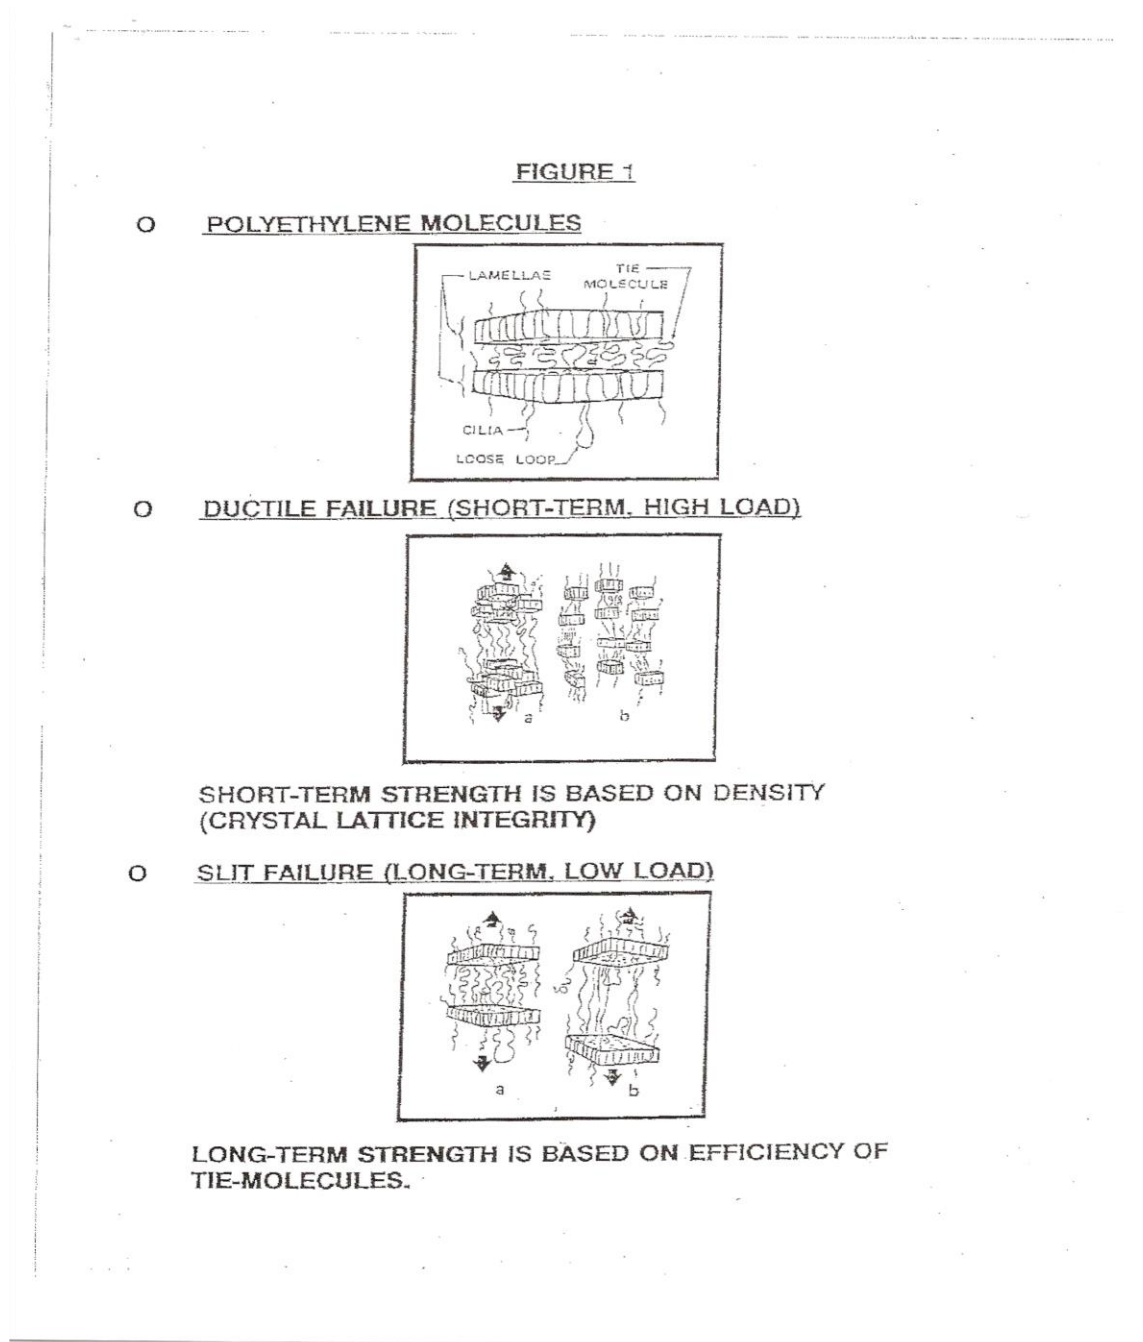 FIGURE 1
O POLYETHYLENE MOLECULES
LAMELLAE
TIE
MOLECULE
CILIA
LOOSE LOOP
O DUCTILE FAILURE (SHORT-TERM, HIGH LOAD)
a b
SHORT-TERM STRENGTH IS BASED ON DENSITY
(CRYSTAL LATTICE INTEGRITY)
O SLIT FAILURE (LONG-TERM, LOW LOAD)
a b
LONG-TERM STRENGTH IS BASED ON EFFICIENCY OF
TIE-MOLECULES.